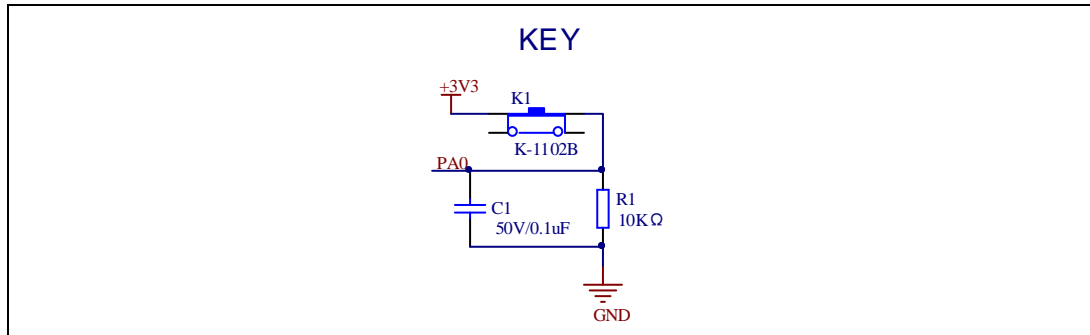 KEY
+3V3
K1
K-1102B
PA0
C1
50V/0.1uF
R1
10KΩ
GND